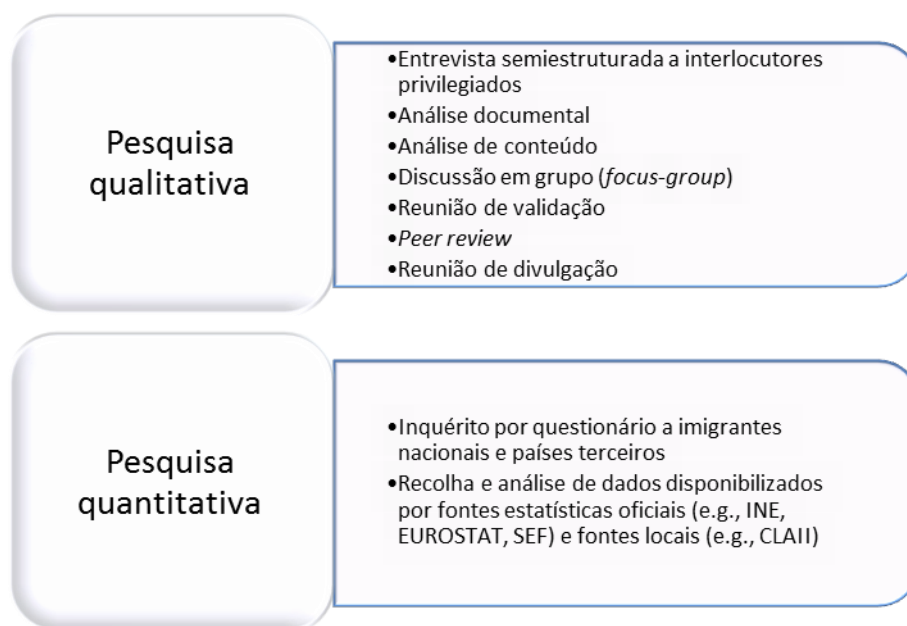 Pesquisa
qualitativa
•Entrevista semiestruturada a interlocutores
privilegiados
•Análise documental
•Análise de conteúdo
•Discussão em grupo (focus-group)
•Reunião de validação
•Peer review
•Reunião de divulgação
Pesquisa
quantitativa
•Inquérito por questionário a imigrantes
nacionais e países terceiros
•Recolha e análise de dados disponibilizados
por fontes estatísticas oficiais (e.g., INE,
EUROSTAT, SEF) e fontes locais (e.g., CLAII)